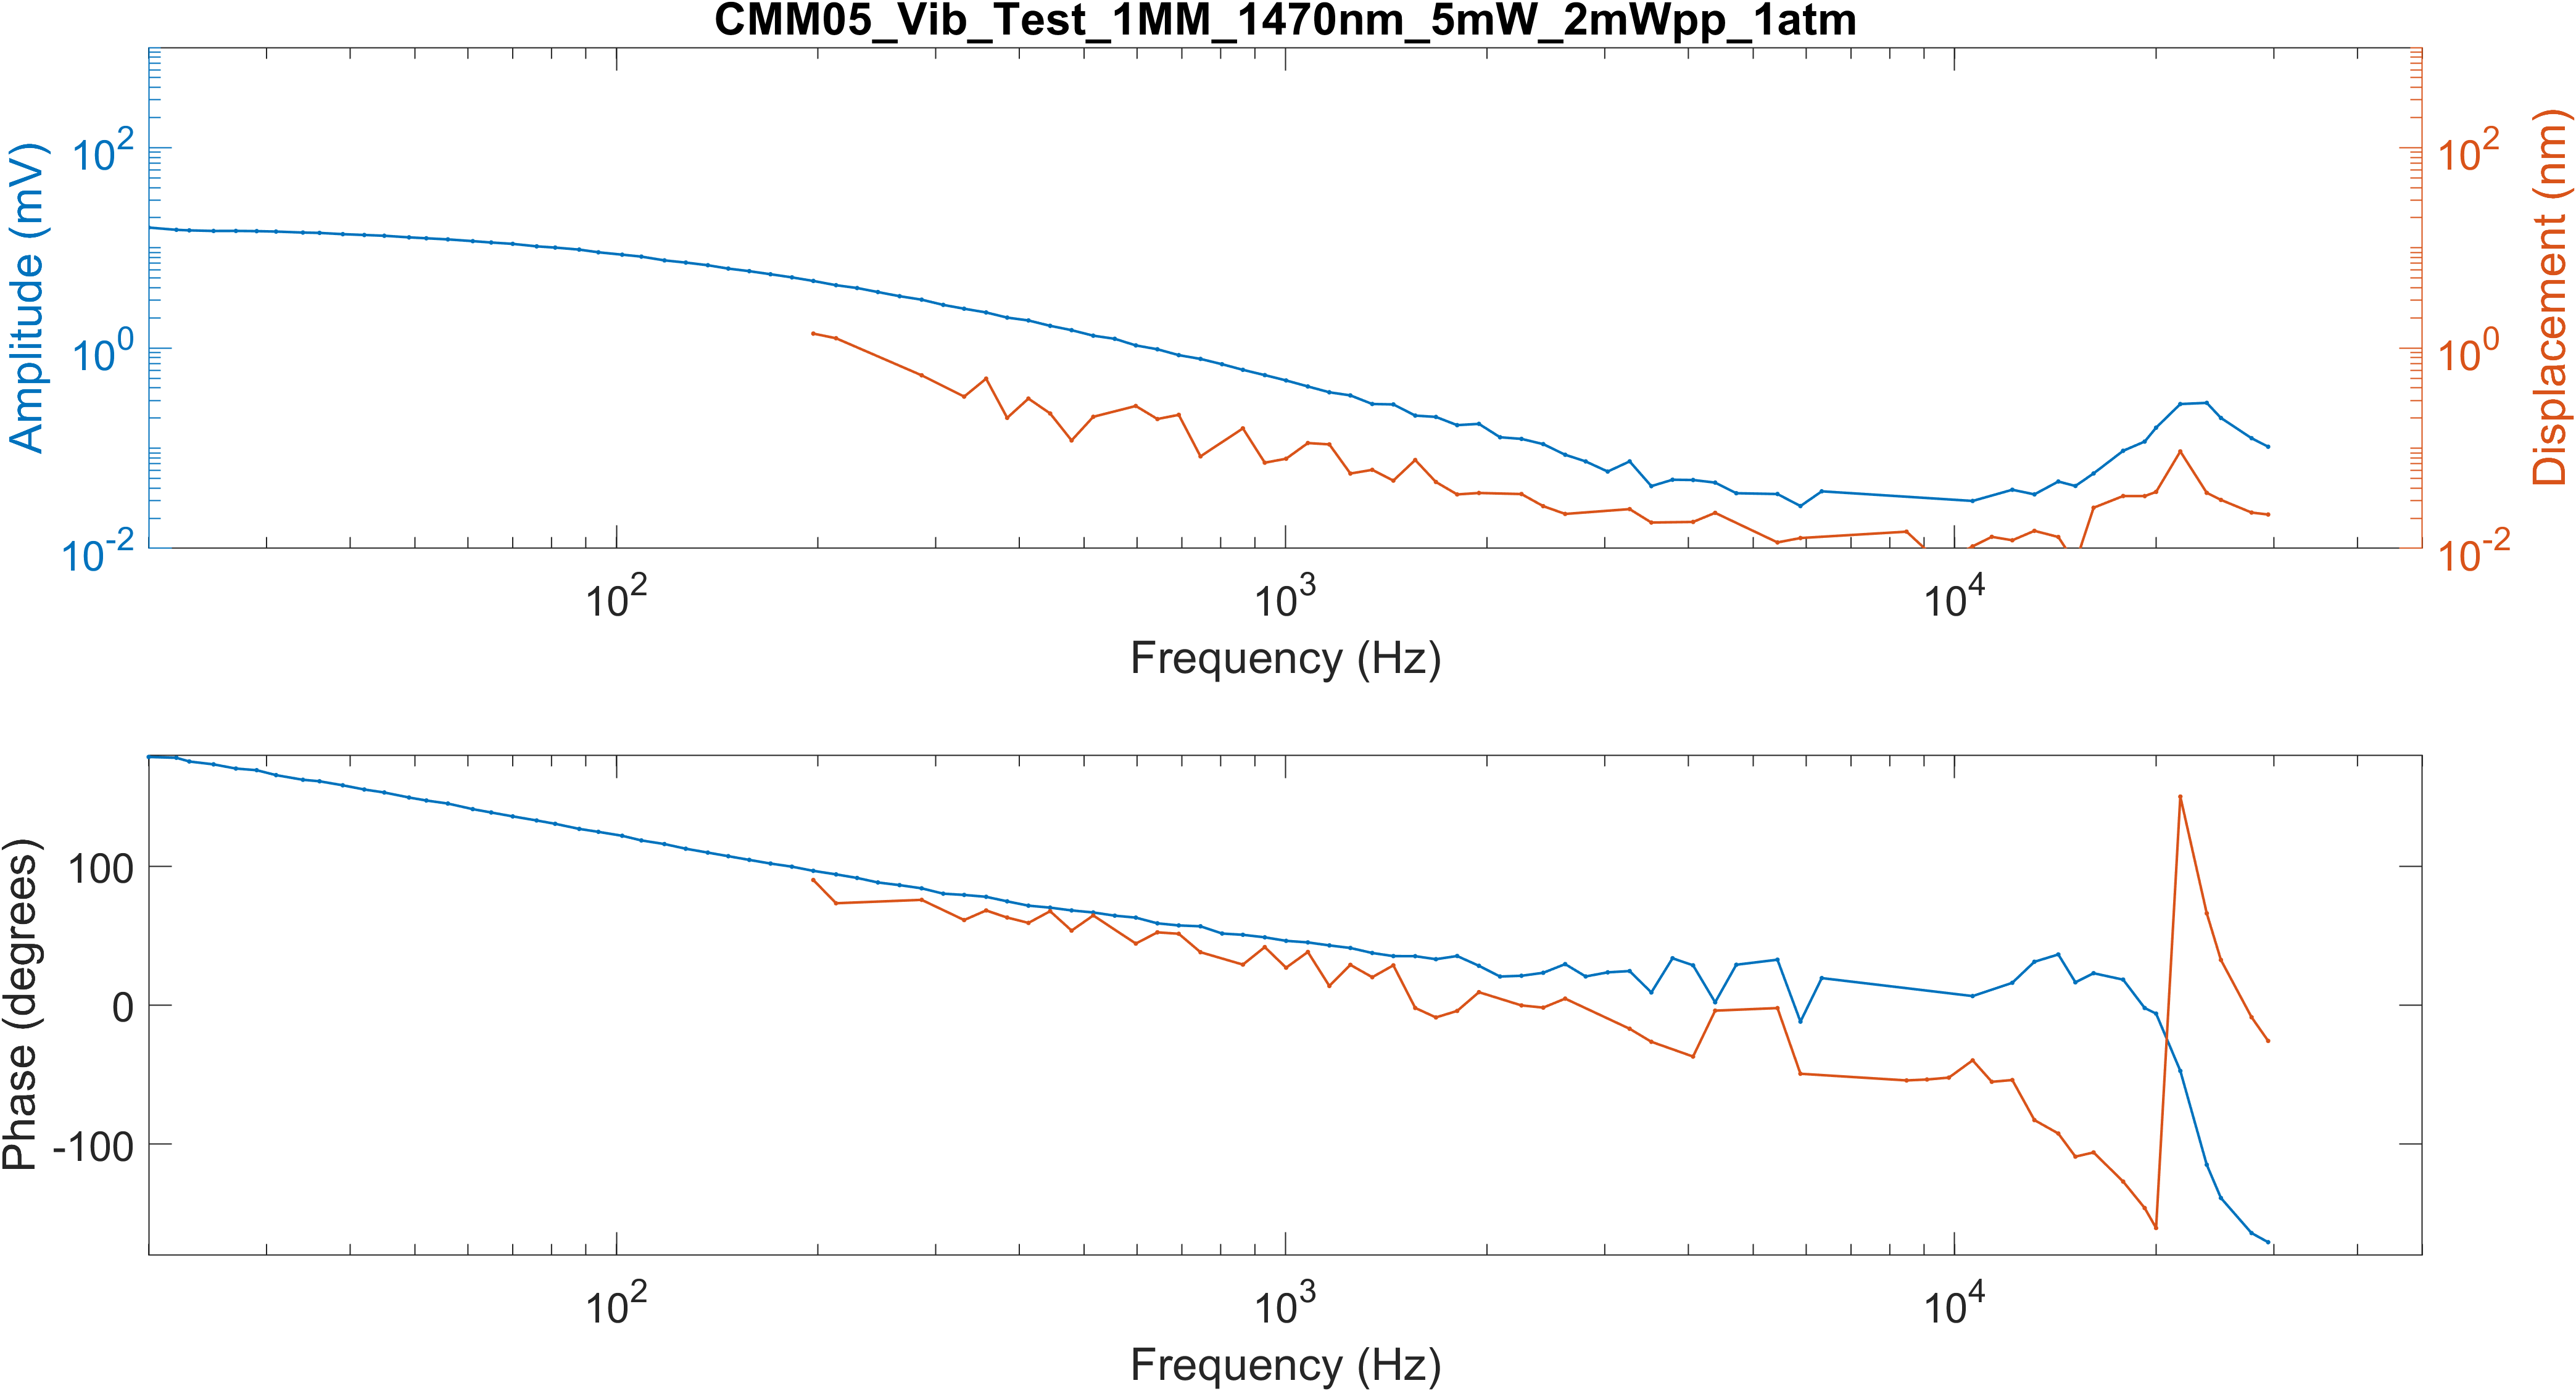 CMM05_Vib_Test_1MM_1470nm_5mW_2mWpp_1atm
Amplitude (mV)
10^2
10^0
10^-2
Displacement (nm)
10^2
10^0
10^-2
10^2 10^3 10^4
Frequency (Hz)
Phase (degrees)
100
0
-100
10^2 10^3 10^4
Frequency (Hz)